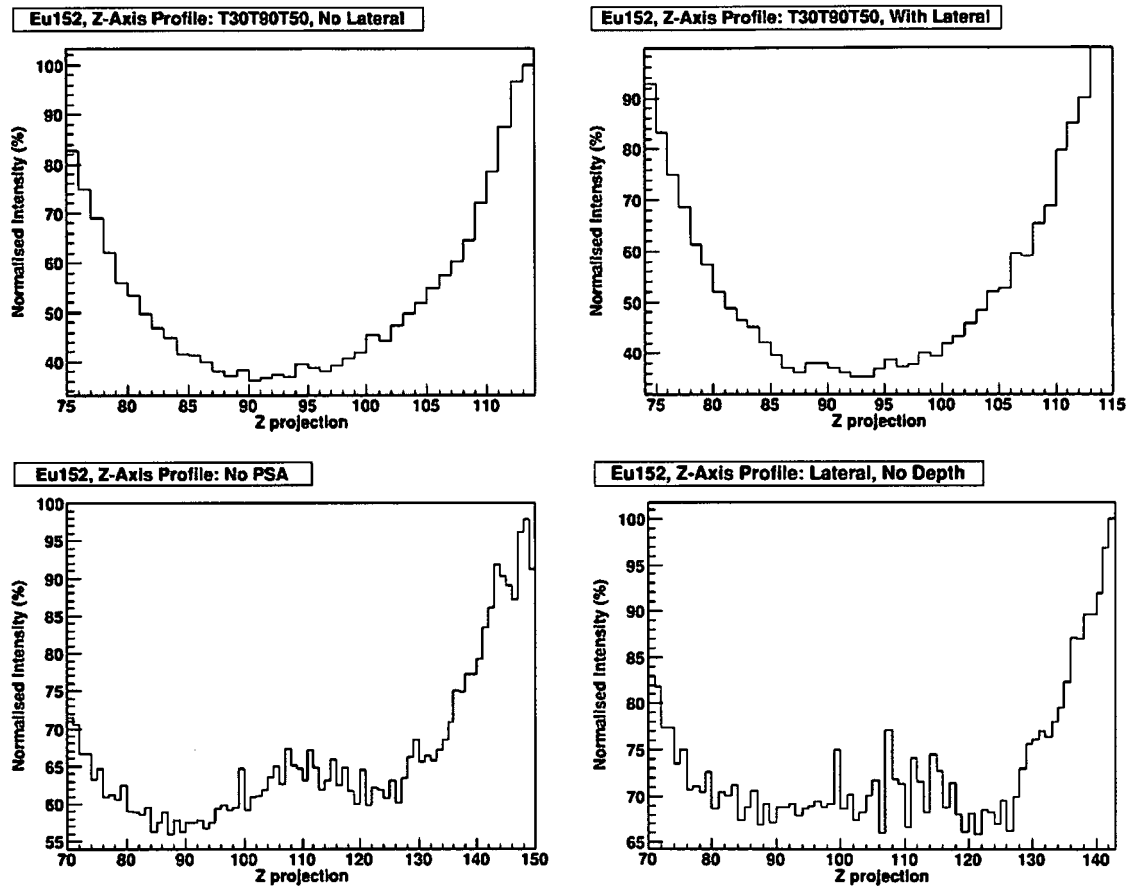 Eu152, Z-Axis Profile: T30T90T50, No Lateral
Normalised Intensity (%)
100
90
80
70
60
50
40
75 80 85 90 95 100 105 110
Z projection
Eu152, Z-Axis Profile: T30T90T50, With Lateral
Normalised Intensity (%)
90
80
70
60
50
40
75 80 85 90 95 100 105 110 115
Z projection
Eu152, Z-Axis Profile: No PSA
Normalised Intensity (%)
100
95
90
85
80
75
70
65
60
55
70 80 90 100 110 120 130 140 150
Z projection
Eu152, Z-Axis Profile: Lateral, No Depth
Normalised Intensity (%)
100
95
90
85
80
75
70
65
70 80 90 100 110 120 130 140
Z projection